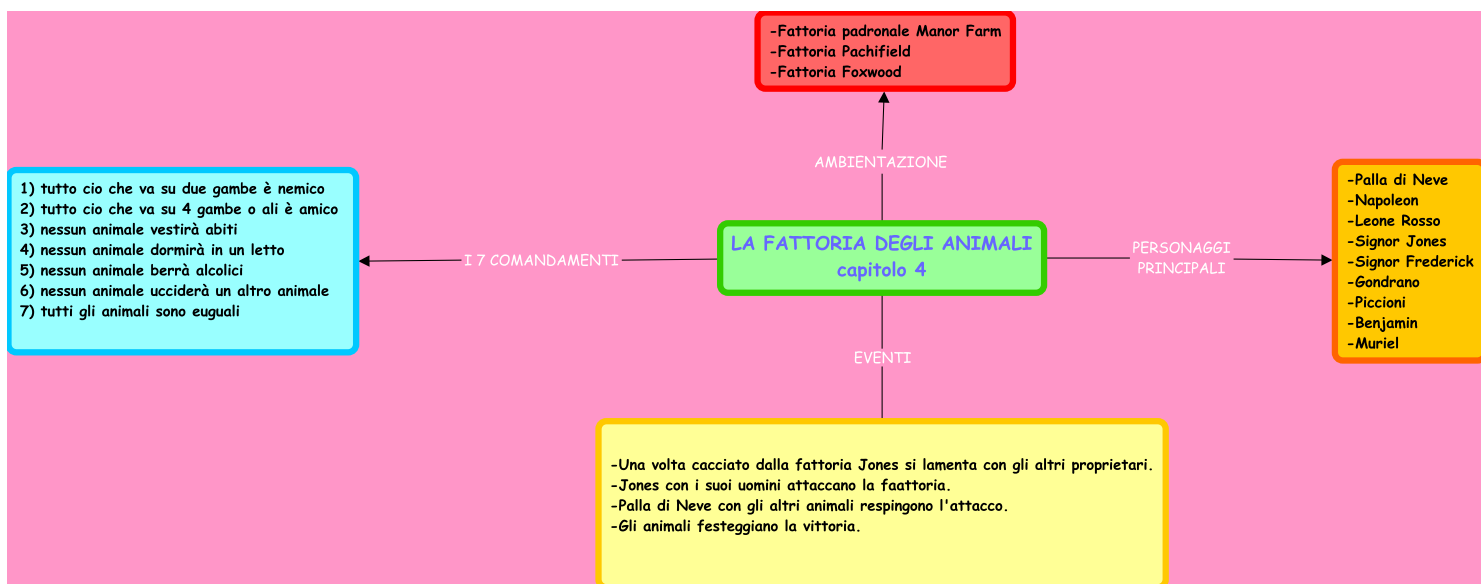 -Fattoria padronale Manor Farm
-Fattoria Pachifield
-Fattoria Foxwood
AMBIENTAZIONE
1) tutto cio che va su due gambe è nemico
2) tutto cio che va su 4 gambe o ali è amico
3) nessun animale vestirà abiti
4) nessun animale dormirà in un letto
5) nessun animale berrà alcolici
6) nessun animale ucciderà un altro animale
7) tutti gli animali sono euguali
I 7 COMANDAMENTI
LA FATTORIA DEGLI ANIMALI
capitolo 4
PERSONAGGI
PRINCIPALI
-Palla di Neve
-Napoleon
-Leone Rosso
-Signor Jones
-Signor Frederick
-Gondrano
-Piccioni
-Benjamin
-Muriel
EVENTI
-Una volta cacciato dalla fattoria Jones si lamenta con gli altri proprietari.
-Jones con i suoi uomini attaccano la faattoria.
-Palla di Neve con gli altri animali respingono l'attacco.
-Gli animali festeggiano la vittoria.